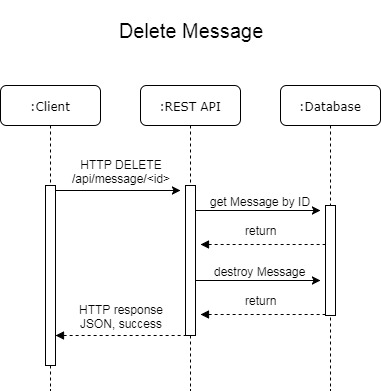 Delete Message
:Client
:REST API
:Database
HTTP DELETE
/api/message/<id>
get Message by ID
return
destroy Message
return
HTTP response
JSON, success